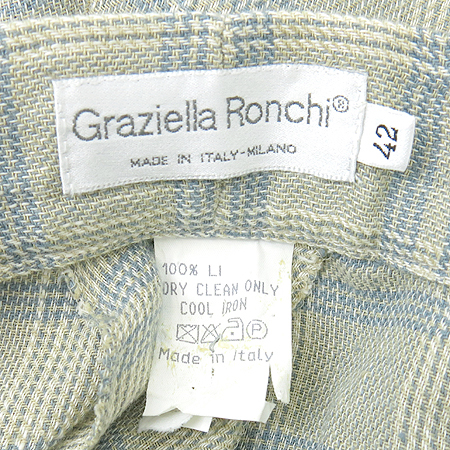 Graziella Ronchi®
MADE IN ITALY-MILANO
42
100% LI
DRY CLEAN ONLY
COOL IRON
P
Made in Italy